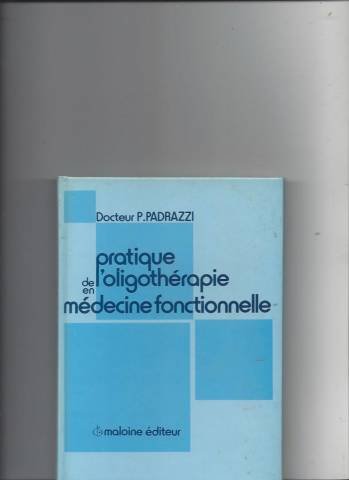 Docteur P.PADRAZZI
pratique
de l'oligothérapie
en
médecine fonctionnelle
maloine éditeur